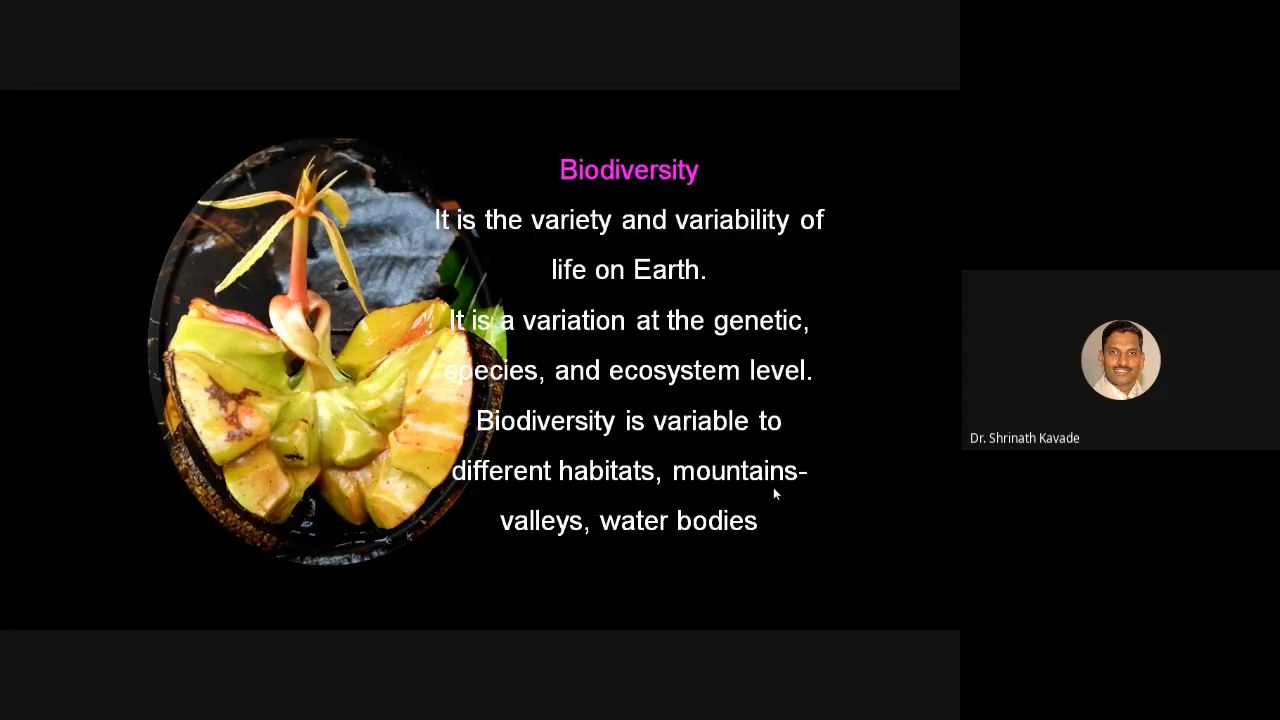 Biodiversity
It is the variety and variability of
life on Earth.
It is a variation at the genetic,
species, and ecosystem level.
Biodiversity is variable to
different habitats, mountains-
valleys, water bodies
Dr. Shrinath Kavade